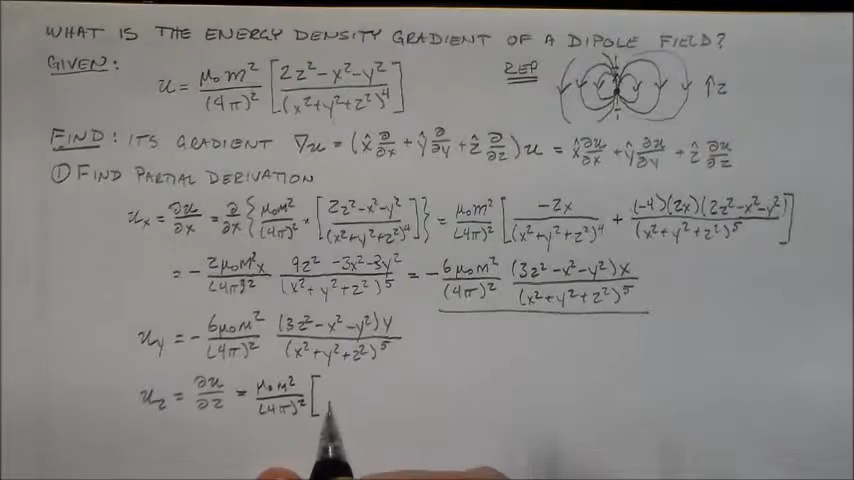 WHAT IS THE ENERGY DENSITY GRADIENT OF A DIPOLE FIELD?
GIVEN: u = μ₀m²/(4π)² [(2z²-x²-y²)/(x²+y²+z²)⁴] REP ↑z
FIND: ITS GRADIENT ∇u = (x̂ ∂/∂x + ŷ ∂/∂y + ẑ ∂/∂z)u = x̂ ∂u/∂x + ŷ ∂u/∂y + ẑ ∂u/∂z
① FIND PARTIAL DERIVATION
u_x = ∂u/∂x = ∂/∂x {μ₀m²/(4π)² · [(2z²-x²-y²)/(x²+y²+z²)⁴]} = μ₀m²/(4π)² [-2x/(x²+y²+z²)⁴ + (-4)(2x)(2z²-x²-y²)/(x²+y²+z²)⁵]
= - 2μ₀m²x/(4π)² (9z²-3x²-3y²)/(x²+y²+z²)⁵ = - 6μ₀m²/(4π)² (3z²-x²-y²)x/(x²+y²+z²)⁵
u_y = - 6μ₀m²/(4π)² (3z²-x²-y²)y/(x²+y²+z²)⁵
u_z = ∂u/∂z = μ₀m²/(4π)² [